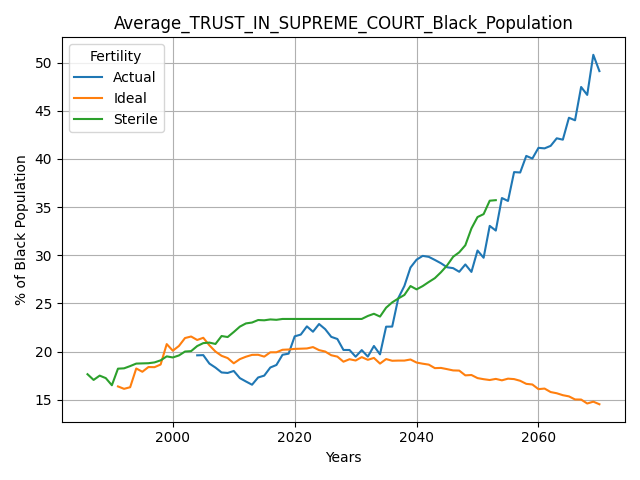 Average_TRUST_IN_SUPREME_COURT_Black_Population
Fertility
Actual
Ideal
Sterile
% of Black Population
50
45
40
35
30
25
20
15
2000
2020
2040
2060
Years